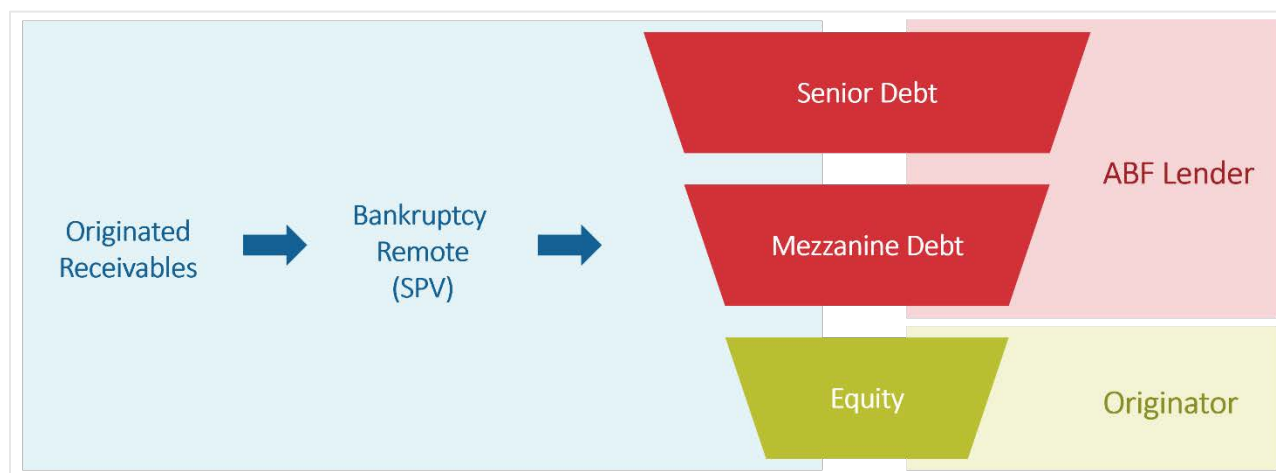 Originated
Receivables
Bankruptcy
Remote
(SPV)
Senior Debt
Mezzanine Debt
Equity
ABF Lender
Originator